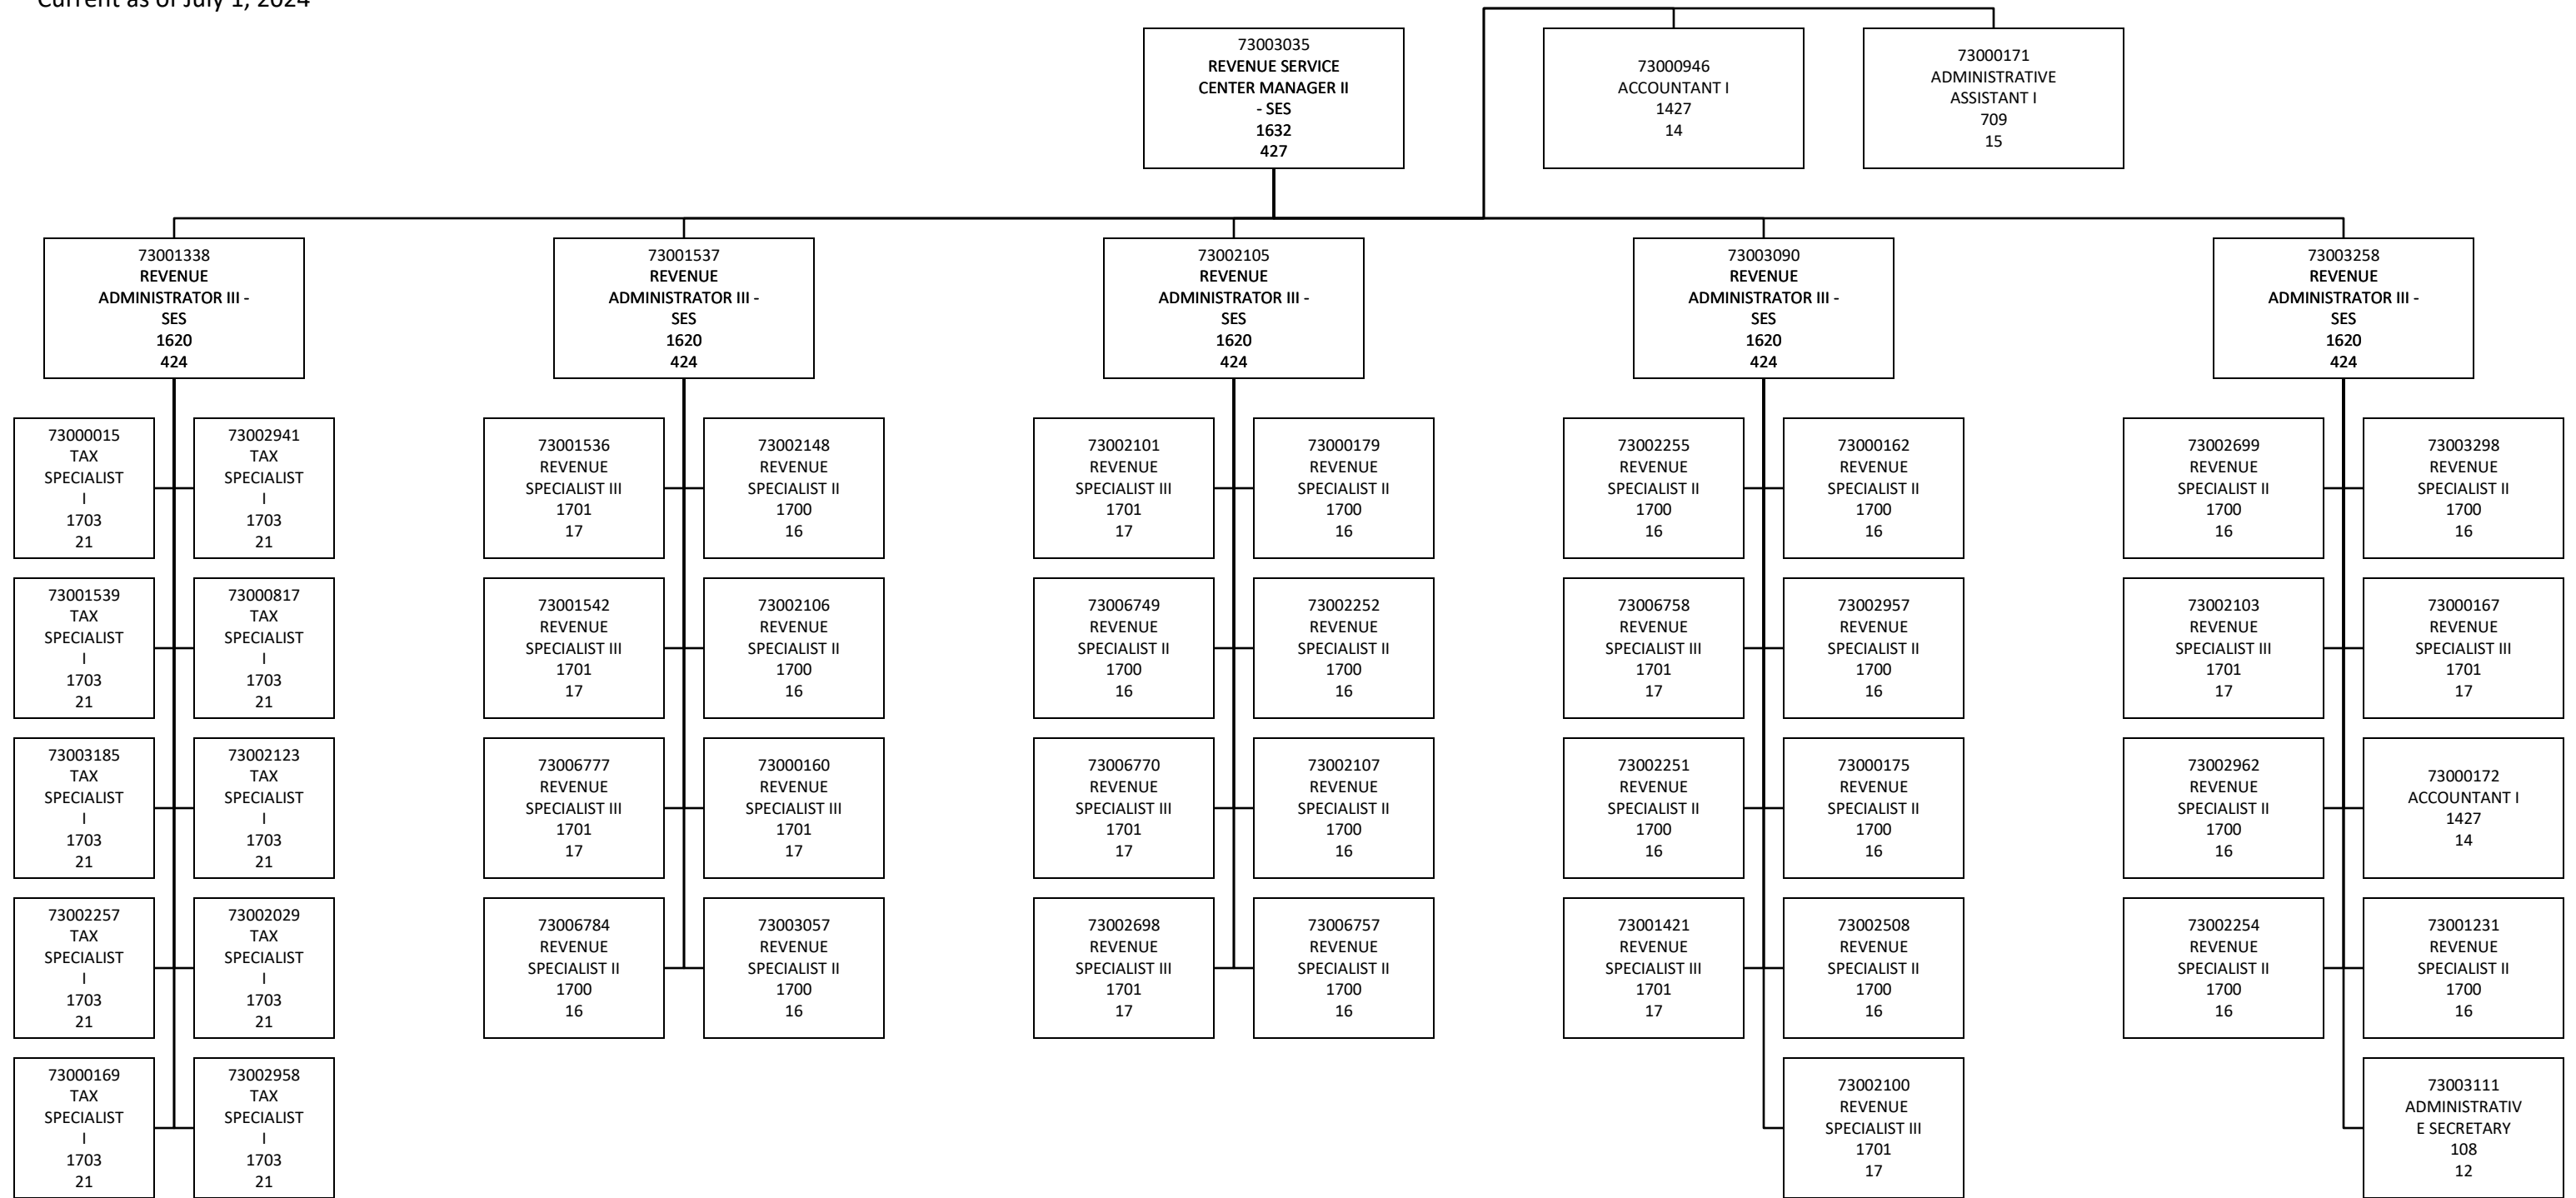 Current as of July 1, 2024
73003035
REVENUE SERVICE
CENTER MANAGER II
- SES
1632
427
73000946
ACCOUNTANT I
1427
14
73000171
ADMINISTRATIVE
ASSISTANT I
709
15
73001338
REVENUE
ADMINISTRATOR III -
SES
1620
424
73001537
REVENUE
ADMINISTRATOR III -
SES
1620
424
73002105
REVENUE
ADMINISTRATOR III -
SES
1620
424
73003090
REVENUE
ADMINISTRATOR III -
SES
1620
424
73003258
REVENUE
ADMINISTRATOR III -
SES
1620
424
73000015
TAX
SPECIALIST
I
1703
21
73002941
TAX
SPECIALIST
I
1703
21
73001536
REVENUE
SPECIALIST III
1701
17
73002148
REVENUE
SPECIALIST II
1700
16
73002101
REVENUE
SPECIALIST III
1701
17
73000179
REVENUE
SPECIALIST II
1700
16
73002255
REVENUE
SPECIALIST II
1700
16
73000162
REVENUE
SPECIALIST II
1700
16
73002699
REVENUE
SPECIALIST II
1700
16
73003298
REVENUE
SPECIALIST II
1700
16
73001539
TAX
SPECIALIST
I
1703
21
73000817
TAX
SPECIALIST
I
1703
21
73001542
REVENUE
SPECIALIST III
1701
17
73002106
REVENUE
SPECIALIST II
1700
16
73006749
REVENUE
SPECIALIST II
1700
16
73002252
REVENUE
SPECIALIST II
1700
16
73006758
REVENUE
SPECIALIST III
1701
17
73002957
REVENUE
SPECIALIST II
1700
16
73002103
REVENUE
SPECIALIST III
1701
17
73000167
REVENUE
SPECIALIST III
1701
17
73003185
TAX
SPECIALIST
I
1703
21
73002123
TAX
SPECIALIST
I
1703
21
73006777
REVENUE
SPECIALIST III
1701
17
73000160
REVENUE
SPECIALIST III
1701
17
73006770
REVENUE
SPECIALIST III
1701
17
73002107
REVENUE
SPECIALIST II
1700
16
73002251
REVENUE
SPECIALIST II
1700
16
73000175
REVENUE
SPECIALIST II
1700
16
73002962
REVENUE
SPECIALIST II
1700
16
73000172
ACCOUNTANT I
1427
14
73002257
TAX
SPECIALIST
I
1703
21
73002029
TAX
SPECIALIST
I
1703
21
73006784
REVENUE
SPECIALIST II
1700
16
73003057
REVENUE
SPECIALIST II
1700
16
73002698
REVENUE
SPECIALIST III
1701
17
73006757
REVENUE
SPECIALIST II
1700
16
73001421
REVENUE
SPECIALIST III
1701
17
73002508
REVENUE
SPECIALIST II
1700
16
73002254
REVENUE
SPECIALIST II
1700
16
73001231
REVENUE
SPECIALIST II
1700
16
73000169
TAX
SPECIALIST
I
1703
21
73002958
TAX
SPECIALIST
I
1703
21
73002100
REVENUE
SPECIALIST III
1701
17
73003111
ADMINISTRATIV
E SECRETARY
108
12